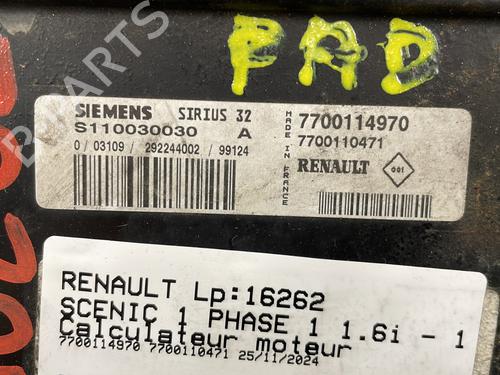 PAD
SIEMENS SIRIUS 32
S110030030 A
0 / 03109 / 292244002 / 99124
MADE IN FRANCE
7700114970
7700110471
RENAULT 001
RENAULT Lp:16262
SCENIC 1 PHASE 1 1.6i - 1
Calculateur moteur
7700114970 7700110471 25/11/2024